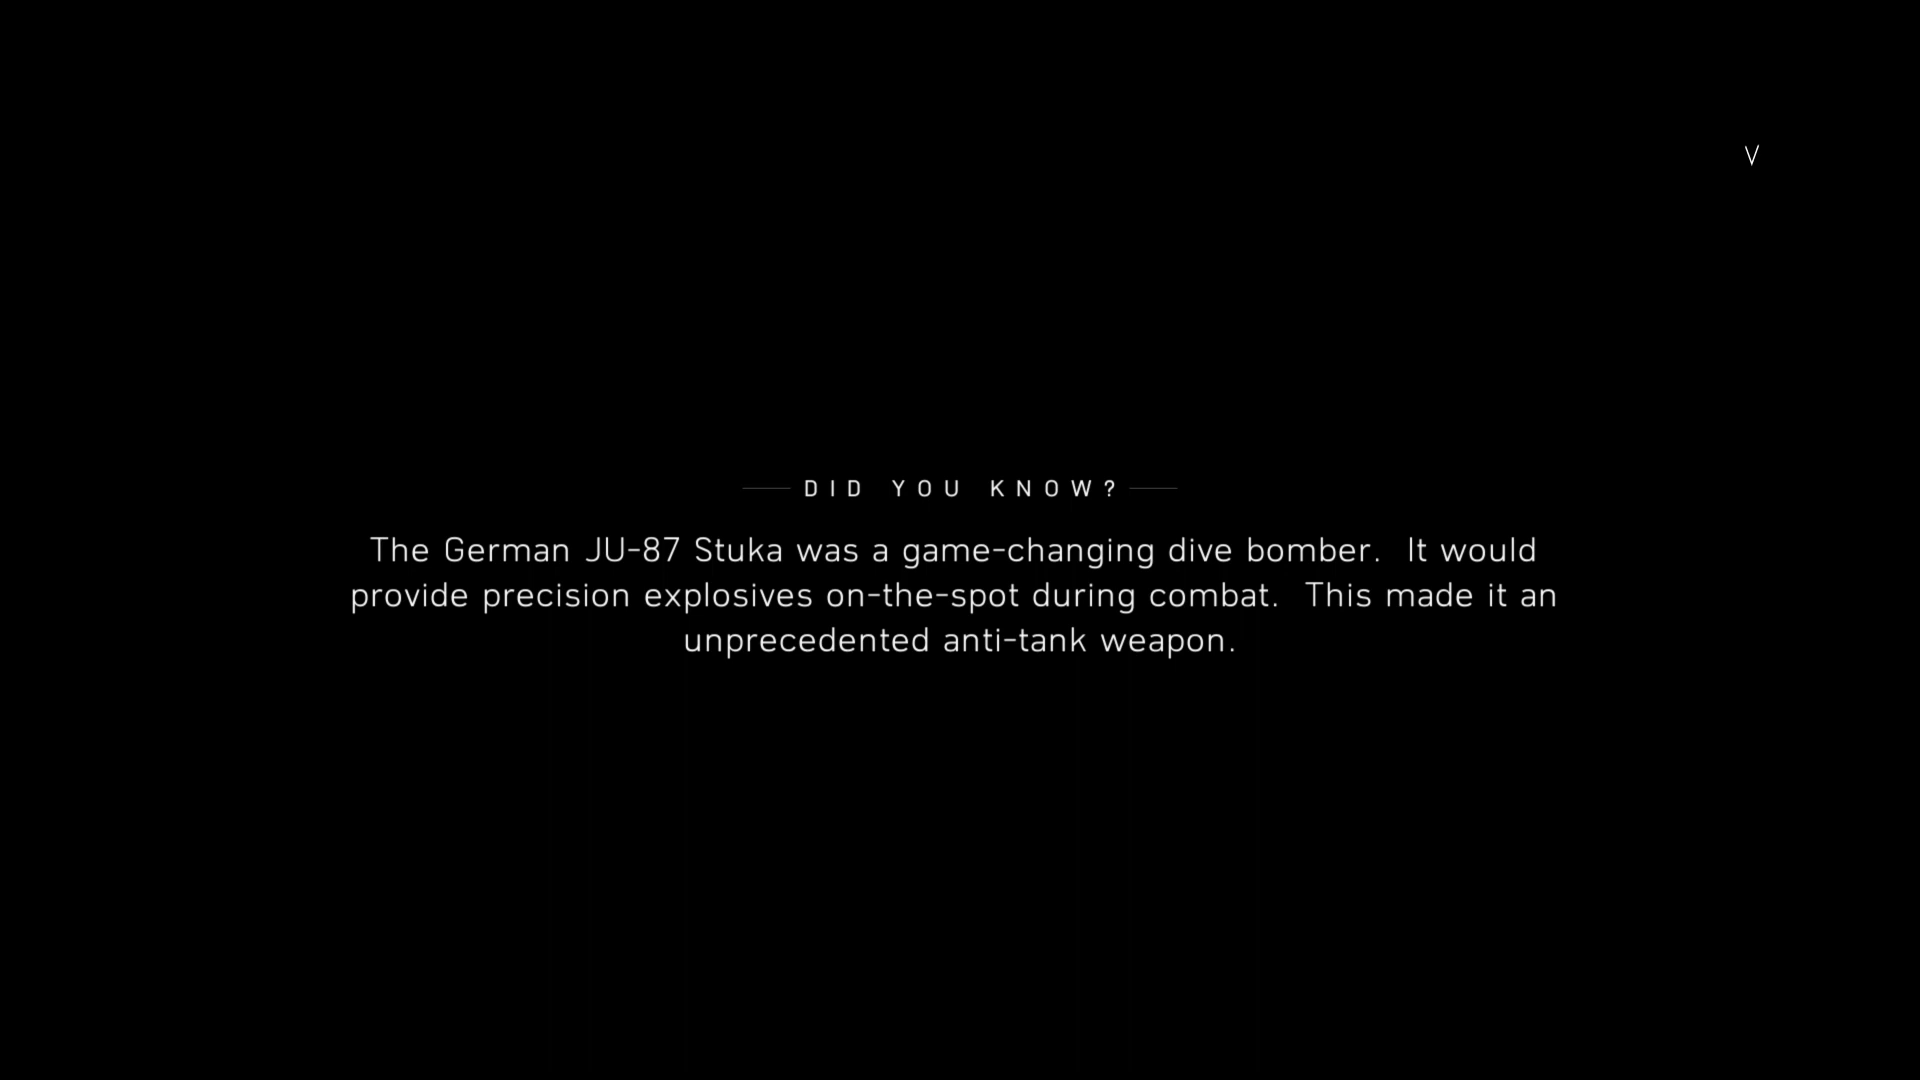 V
DID YOU KNOW?
The German JU-87 Stuka was a game-changing dive bomber.  It would
provide precision explosives on-the-spot during combat.  This made it an
unprecedented anti-tank weapon.